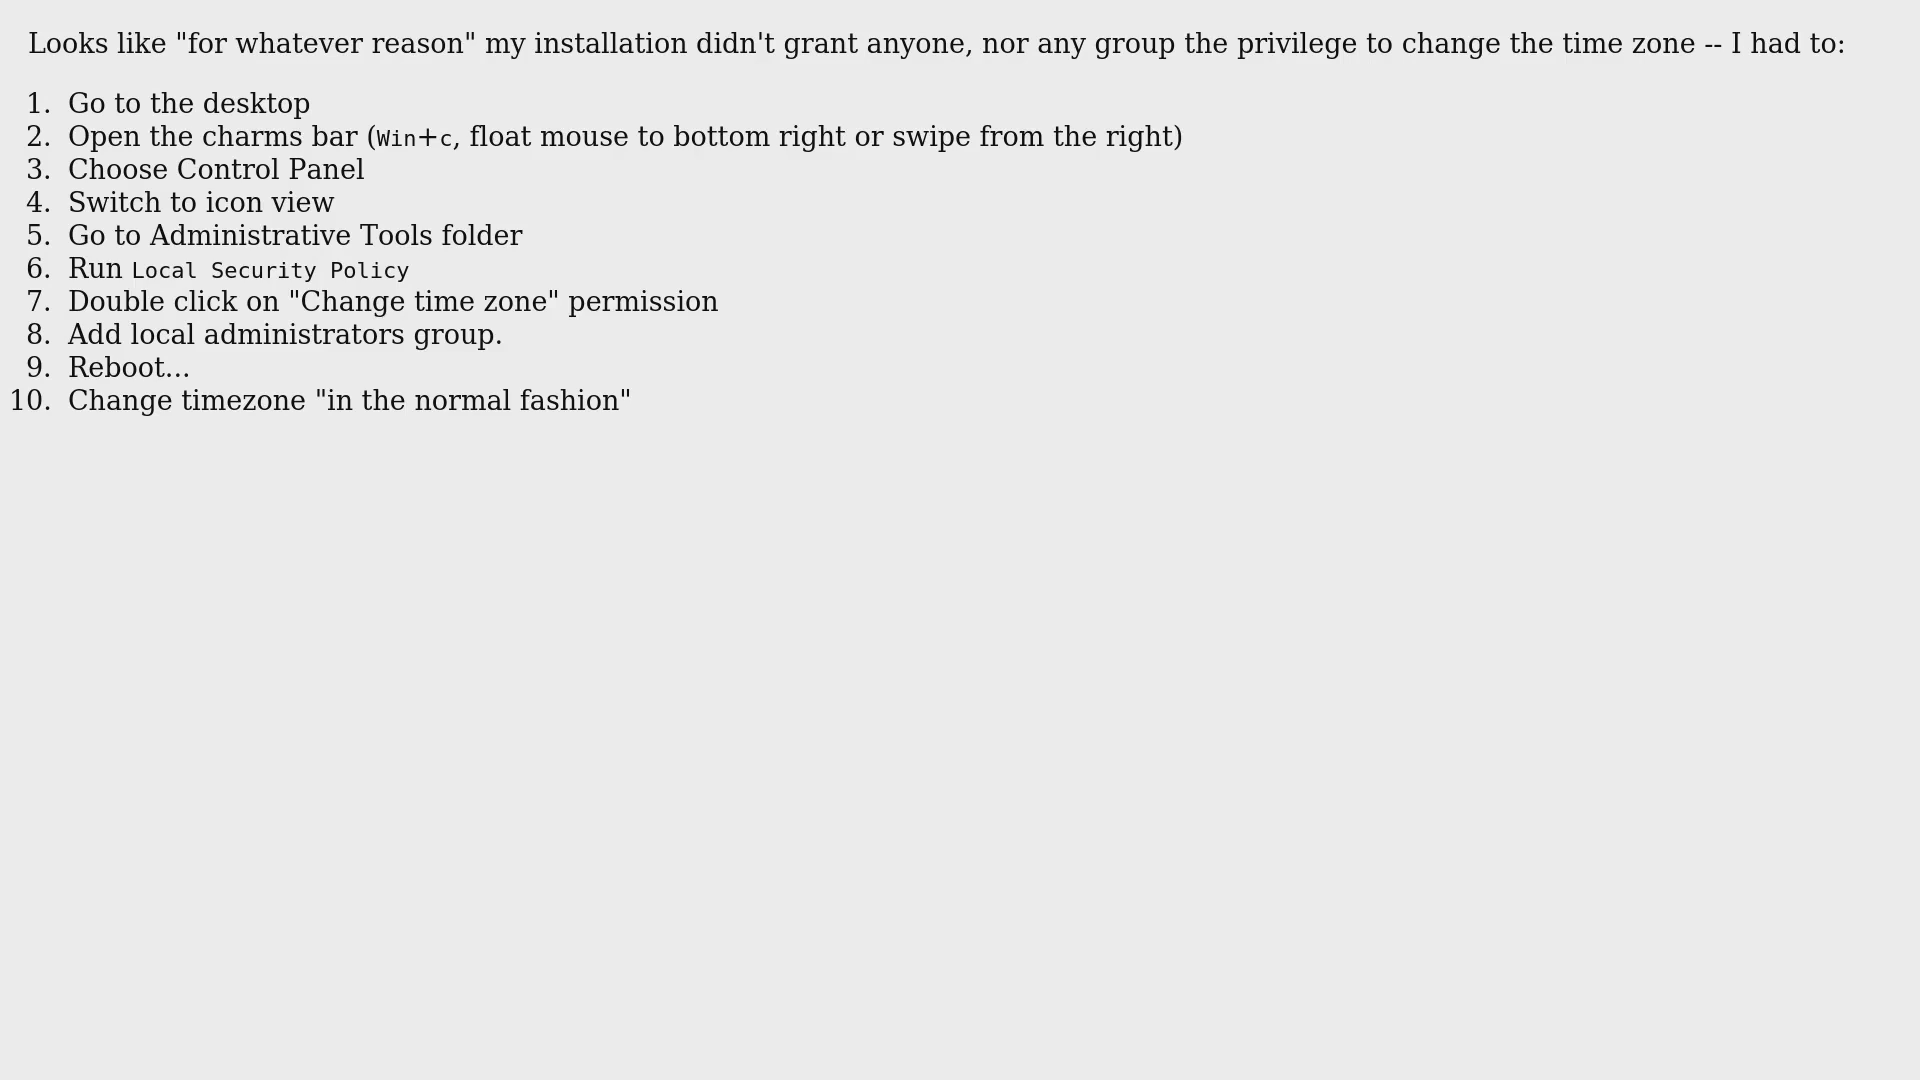 Looks like "for whatever reason" my installation didn't grant anyone, nor any group the privilege to change the time zone -- I had to:
1. Go to the desktop
2. Open the charms bar (Win+c, float mouse to bottom right or swipe from the right)
3. Choose Control Panel
4. Switch to icon view
5. Go to Administrative Tools folder
6. Run Local Security Policy
7. Double click on "Change time zone" permission
8. Add local administrators group.
9. Reboot...
10. Change timezone "in the normal fashion"